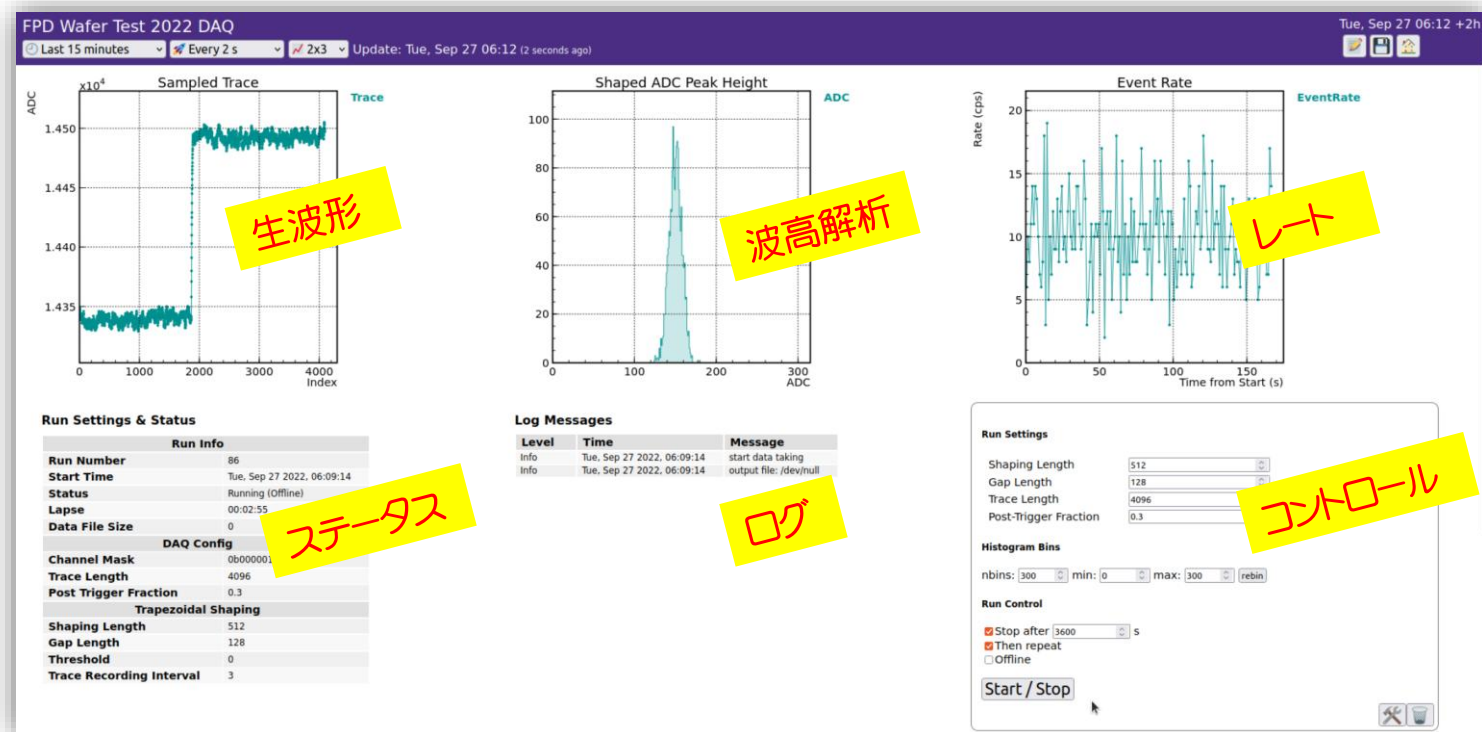 FPD Wafer Test 2022 DAQ
Tue, Sep 27 06:12 +2h
Last 15 minutes Every 2 s 2x3 Update: Tue, Sep 27 06:12 (2 seconds ago)
Sampled Trace
x10⁴
ADC
Trace
1.450
1.445
1.440
1.435
0 1000 2000 3000 4000
Index
生波形
Shaped ADC Peak Height
ADC
100
80
60
40
20
0
0 100 200 300
ADC
波高解析
Event Rate
Rate (cps)
EventRate
20
15
10
5
0
0 50 100 150
Time from Start (s)
レート
Run Settings & Status
Run Info
Run Number 86
Start Time Tue, Sep 27 2022, 06:09:14
Status Running (Offline)
Lapse 00:02:55
Data File Size 0
DAQ Config
Channel Mask 0b000001
Trace Length 4096
Post Trigger Fraction 0.3
Trapezoidal Shaping
Shaping Length 512
Gap Length 128
Threshold 0
Trace Recording Interval 3
ステータス
Log Messages
Level Time Message
Info Tue, Sep 27 2022, 06:09:14 start data taking
Info Tue, Sep 27 2022, 06:09:14 output file: /dev/null
ログ
Run Settings
Shaping Length 512
Gap Length 128
Trace Length 4096
Post-Trigger Fraction 0.3
コントロール
Histogram Bins
nbins: 300 min: 0 max: 300 rebin
Run Control
Stop after 3600 s
Then repeat
Offline
Start / Stop